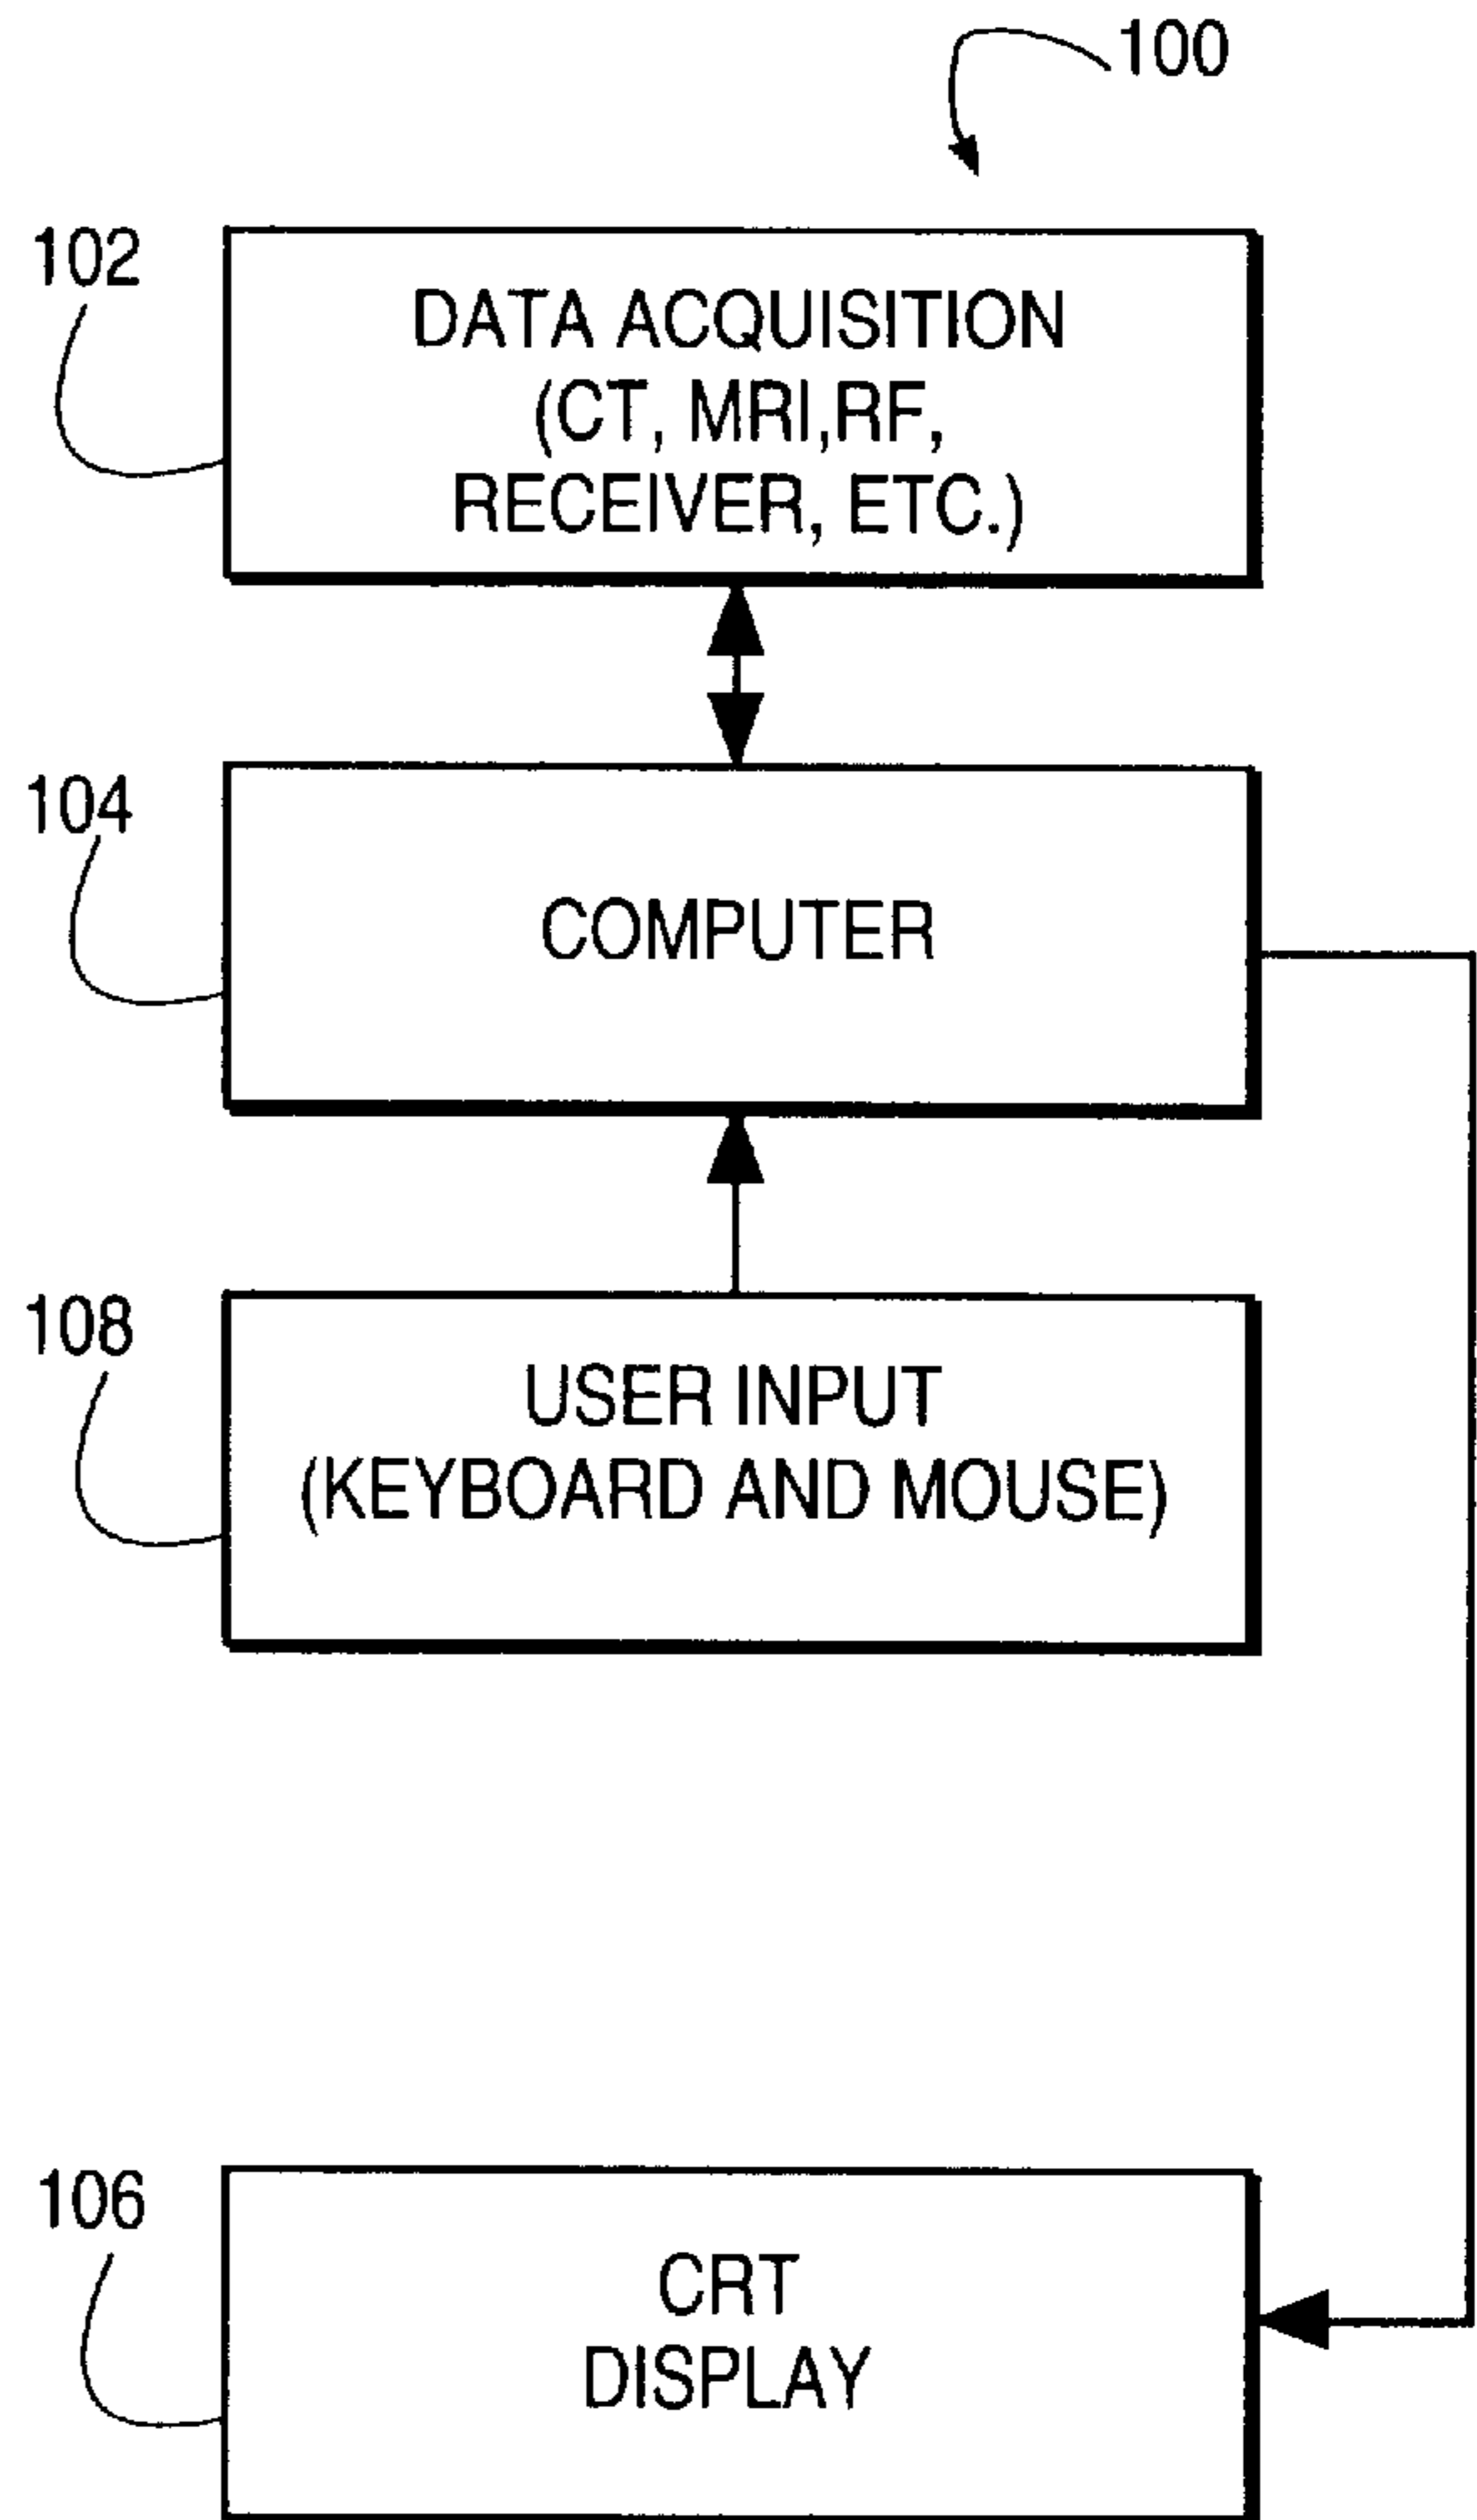 100
102
DATA ACQUISITION
(CT, MRI,RF,
RECEIVER, ETC.)
104
COMPUTER
108
USER INPUT
(KEYBOARD AND MOUSE)
106
CRT
DISPLAY